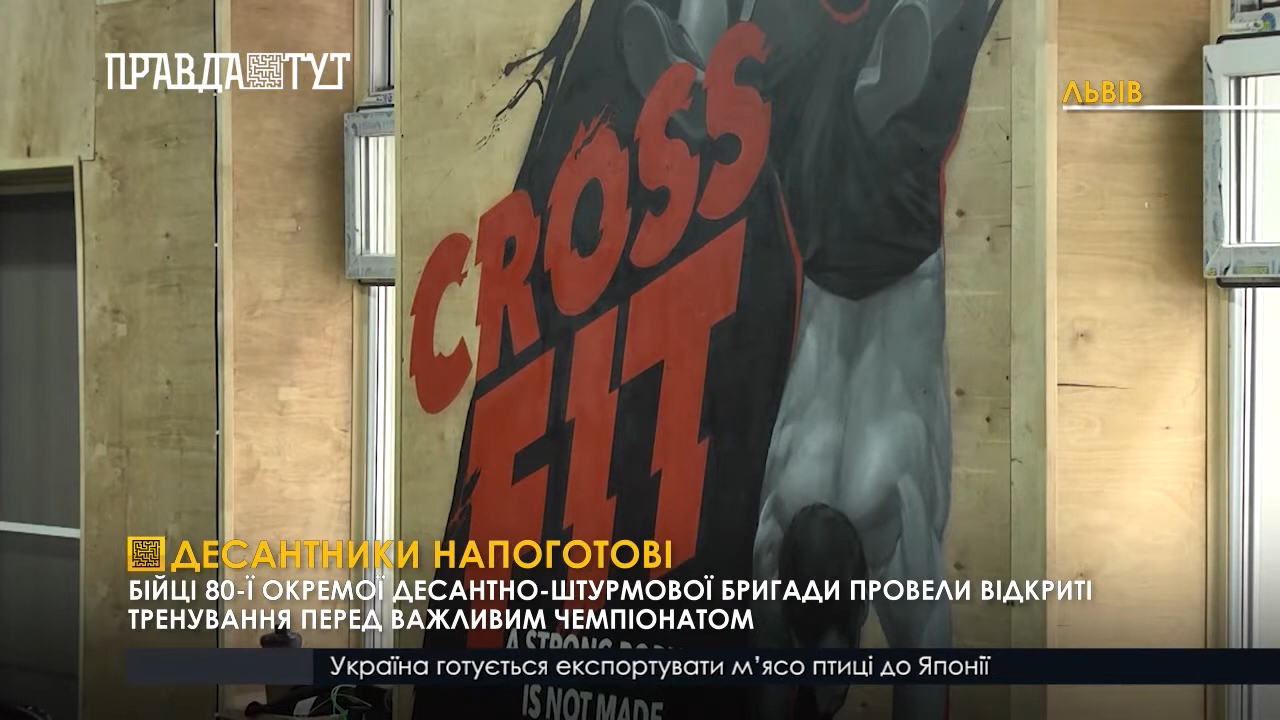 ПРАВДА ТУТ
ЛЬВІВ
CROSS
FIT
ДЕСАНТНИКИ НАПОГОТОВІ
БІЙЦІ 80-Ї ОКРЕМОЇ ДЕСАНТНО-ШТУРМОВОЇ БРИГАДИ ПРОВЕЛИ ВІДКРИТІ
ТРЕНУВАННЯ ПЕРЕД ВАЖЛИВИМ ЧЕМПІОНАТОМ
A STRONG BODY
Україна готується експортувати м’ясо птиці до Японії
IS NOT MADE